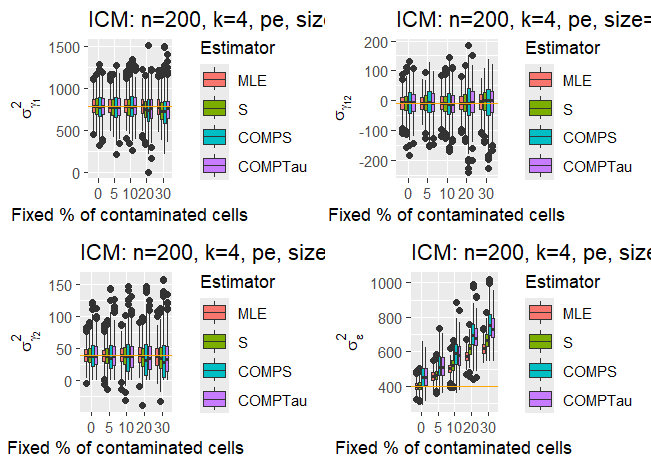 ICM: n=200, k=4, pe, size
1500
1000
500
0
σ²γ1
0 5 10 20 30
Fixed % of contaminated cells
Estimator
MLE
S
COMPS
COMPTau
ICM: n=200, k=4, pe, size=
200
100
0
-100
-200
σγ12
0 5 10 20 30
Fixed % of contaminated cells
Estimator
MLE
S
COMPS
COMPTau
ICM: n=200, k=4, pe, size
150
100
50
0
σ²γ2
0 5 10 20 30
Fixed % of contaminated cells
Estimator
MLE
S
COMPS
COMPTau
ICM: n=200, k=4, pe, size
1000
800
600
400
σ²ε
0 5 10 20 30
Fixed % of contaminated cells
Estimator
MLE
S
COMPS
COMPTau